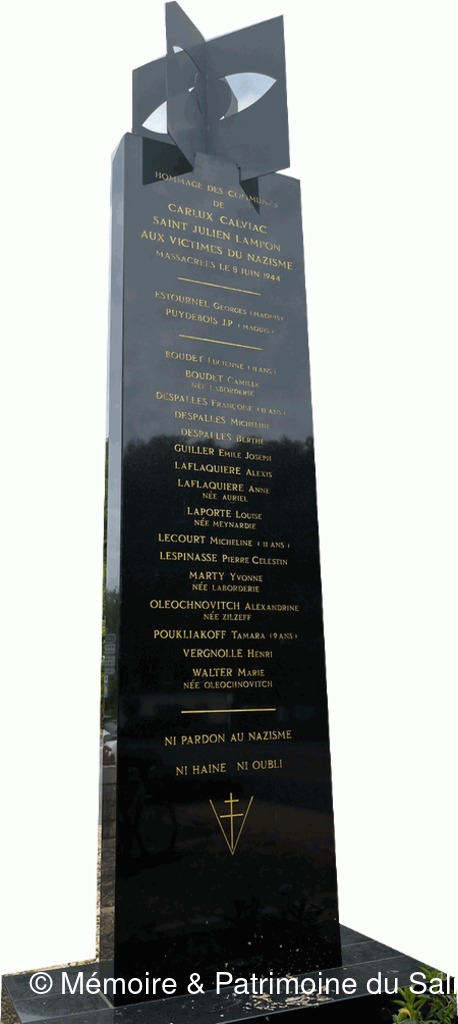 HOMMAGE DES COMMUNES
DE
CARLUX CALVIAC
SAINT JULIEN LAMPON
AUX VICTIMES DU NAZISME
MASSACRÉES LE 8 JUIN 1944
ESTOURNEL GEORGES (MAQUIS)
PUYDEBOIS J.P (MAQUIS)
BOUDET LUCIENNE (11 ANS)
BOUDET CAMILLE
NÉE LABORDERIE
DESPALLES FRANÇOISE (11 ANS)
DESPALLES MICHELINE
DESPALLES BERTHE
GUILLER EMILE JOSEPH
LAFLAQUIERE ALEXIS
LAFLAQUIERE ANNE
NÉE AURIEL
LAPORTE LOUISE
NÉE MEYNARDIE
LECOURT MICHELINE (11 ANS)
LESPINASSE PIERRE CELESTIN
MARTY YVONNE
NÉE LABORDERIE
OLEOCHNOVITCH ALEXANDRINE
NÉE ZILZEFF
POUKLIAKOFF TAMARA (9 ANS)
VERGNOLLE HENRI
WALTER MARIE
NÉE OLEOCHNOVITCH
NI PARDON AU NAZISME
NI HAINE NI OUBLI
© Mémoire & Patrimoine du Sal